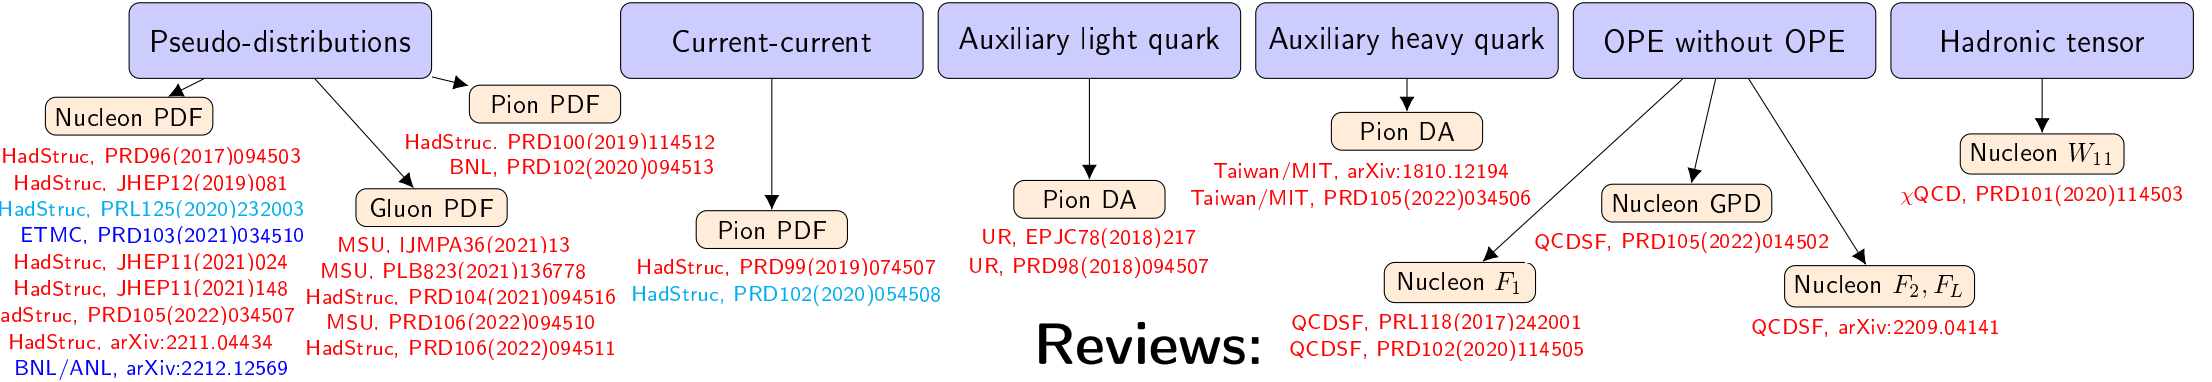 Pseudo-distributions
Nucleon PDF
HadStruc, PRD96(2017)094503
HadStruc, JHEP12(2019)081
HadStruc, PRL125(2020)232003
ETMC, PRD103(2021)034510
HadStruc, JHEP11(2021)024
HadStruc, JHEP11(2021)148
adStruc, PRD105(2022)034507
HadStruc, arXiv:2211.04434
BNL/ANL, arXiv:2212.12569
Gluon PDF
MSU, IJMPA36(2021)13
MSU, PLB823(2021)136778
HadStruc, PRD104(2021)094516
MSU, PRD106(2022)094510
HadStruc, PRD106(2022)094511
Pion PDF
HadStruc, PRD100(2019)114512
BNL, PRD102(2020)094513
Current-current
Pion PDF
HadStruc, PRD99(2019)074507
HadStruc, PRD102(2020)054508
Auxiliary light quark
Pion DA
UR, EPJC78(2018)217
UR, PRD98(2018)094507
Auxiliary heavy quark
Pion DA
Taiwan/MIT, arXiv:1810.12194
Taiwan/MIT, PRD105(2022)034506
OPE without OPE
Nucleon F₁
QCDSF, PRL118(2017)242001
QCDSF, PRD102(2020)114505
Nucleon GPD
QCDSF, PRD105(2022)014502
Nucleon F₂, F_L
QCDSF, arXiv:2209.04141
Hadronic tensor
Nucleon W₁₁
χQCD, PRD101(2020)114503
Reviews: